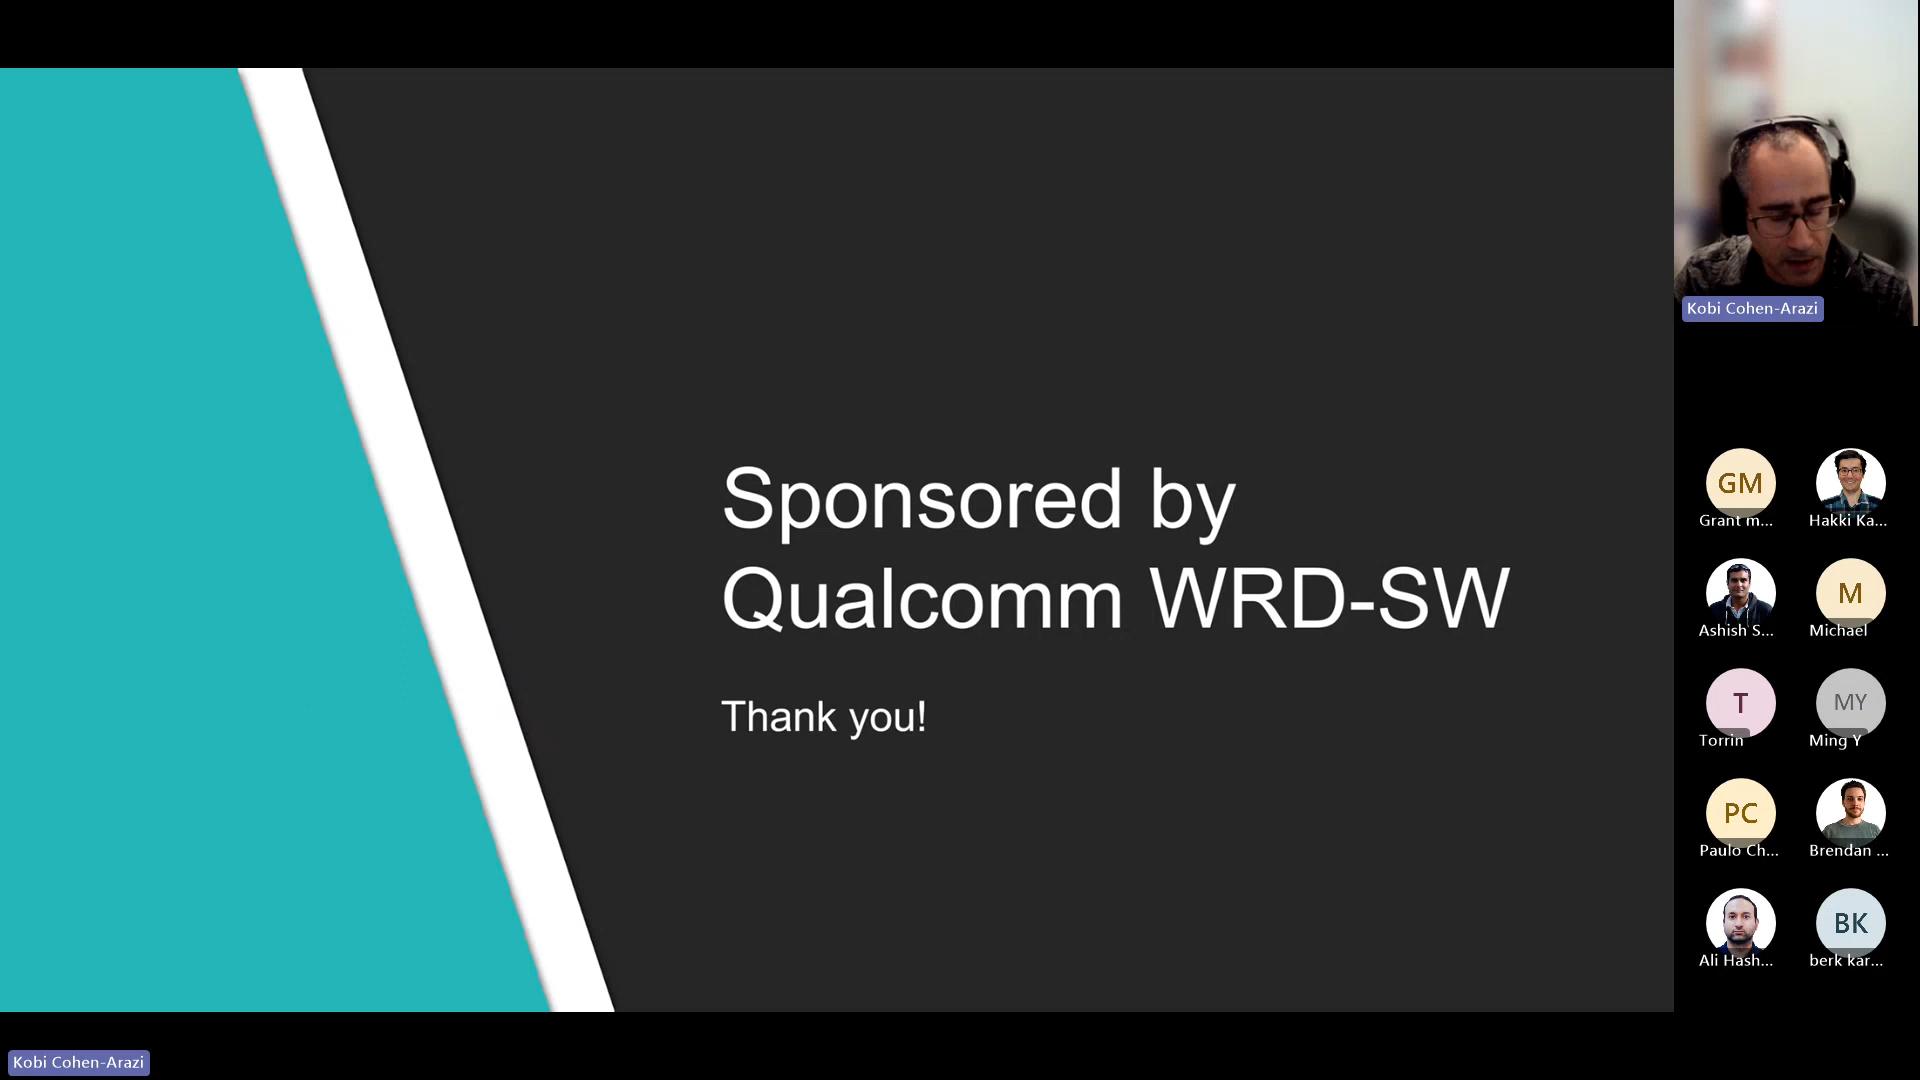 Sponsored by
Qualcomm WRD-SW
Thank you!
Kobi Cohen-Arazi
GM
Grant m...
Hakki Ka...
Ashish S...
M
Michael
T
Torrin
MY
Ming Y
PC
Paulo Ch...
Brendan ...
Ali Hash...
BK
berk kar...
Kobi Cohen-Arazi